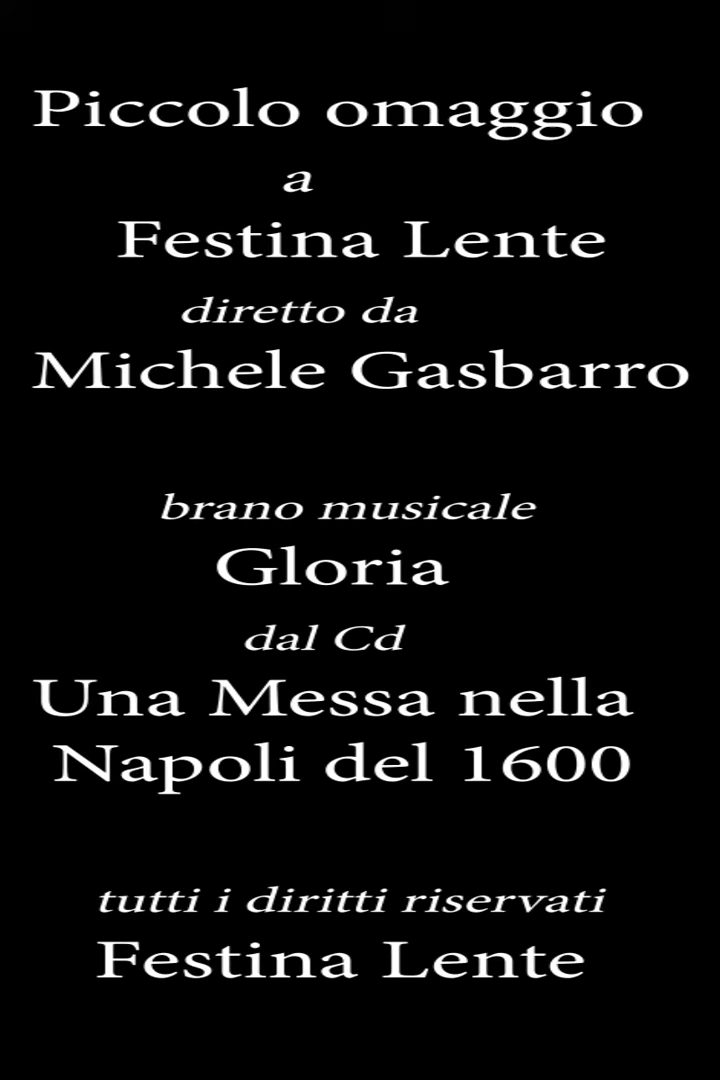 Piccolo omaggio
a
Festina Lente
diretto da
Michele Gasbarro
brano musicale
Gloria
dal Cd
Una Messa nella
Napoli del 1600
tutti i diritti riservati
Festina Lente